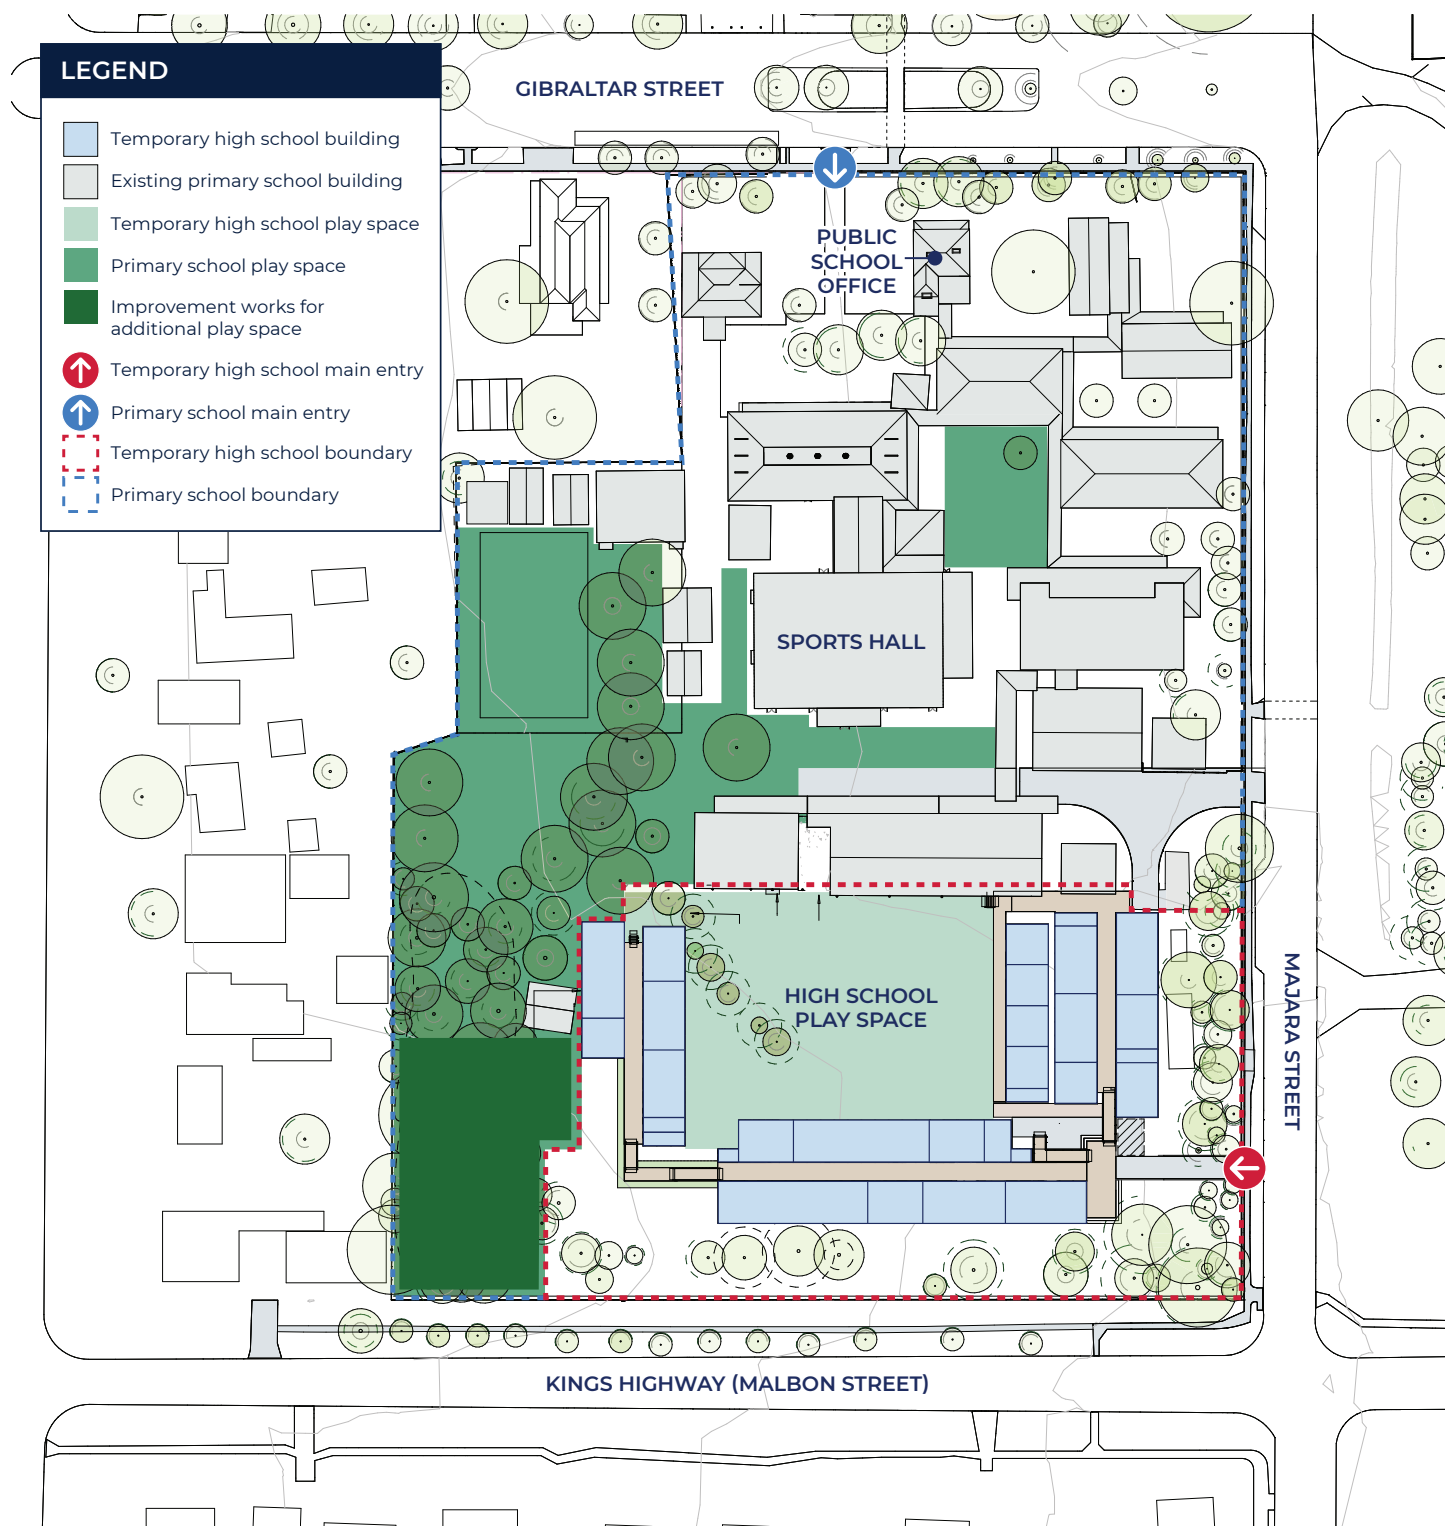 LEGEND
Temporary high school building
Existing primary school building
Temporary high school play space
Primary school play space
Improvement works for
additional play space
Temporary high school main entry
Primary school main entry
Temporary high school boundary
Primary school boundary
GIBRALTAR STREET
PUBLIC
SCHOOL
OFFICE
SPORTS HALL
HIGH SCHOOL
PLAY SPACE
MAJARA STREET
KINGS HIGHWAY (MALBON STREET)